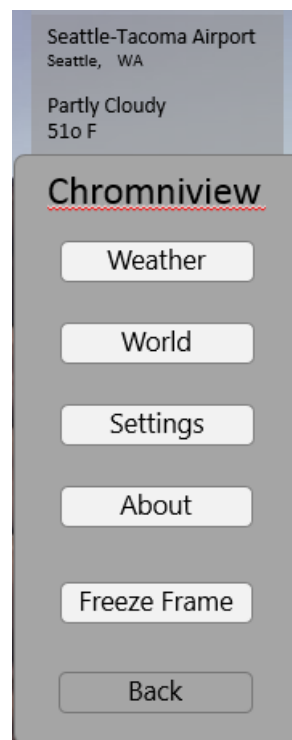 Seattle-Tacoma Airport
Seattle, WA
Partly Cloudy
51o F
Chromniview
Weather
World
Settings
About
Freeze Frame
Back